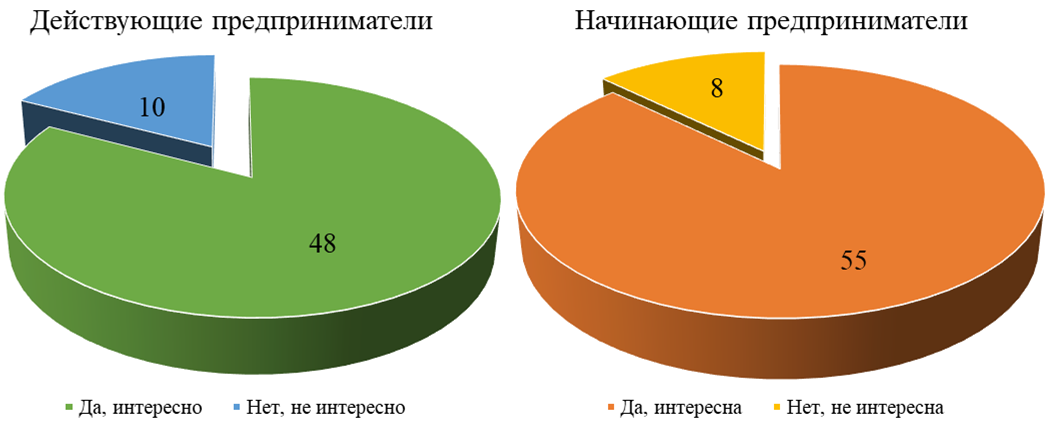 Действующие предприниматели
10
48
Да, интересно Нет, не интересно
Начинающие предприниматели
8
55
Да, интересна Нет, не интересна